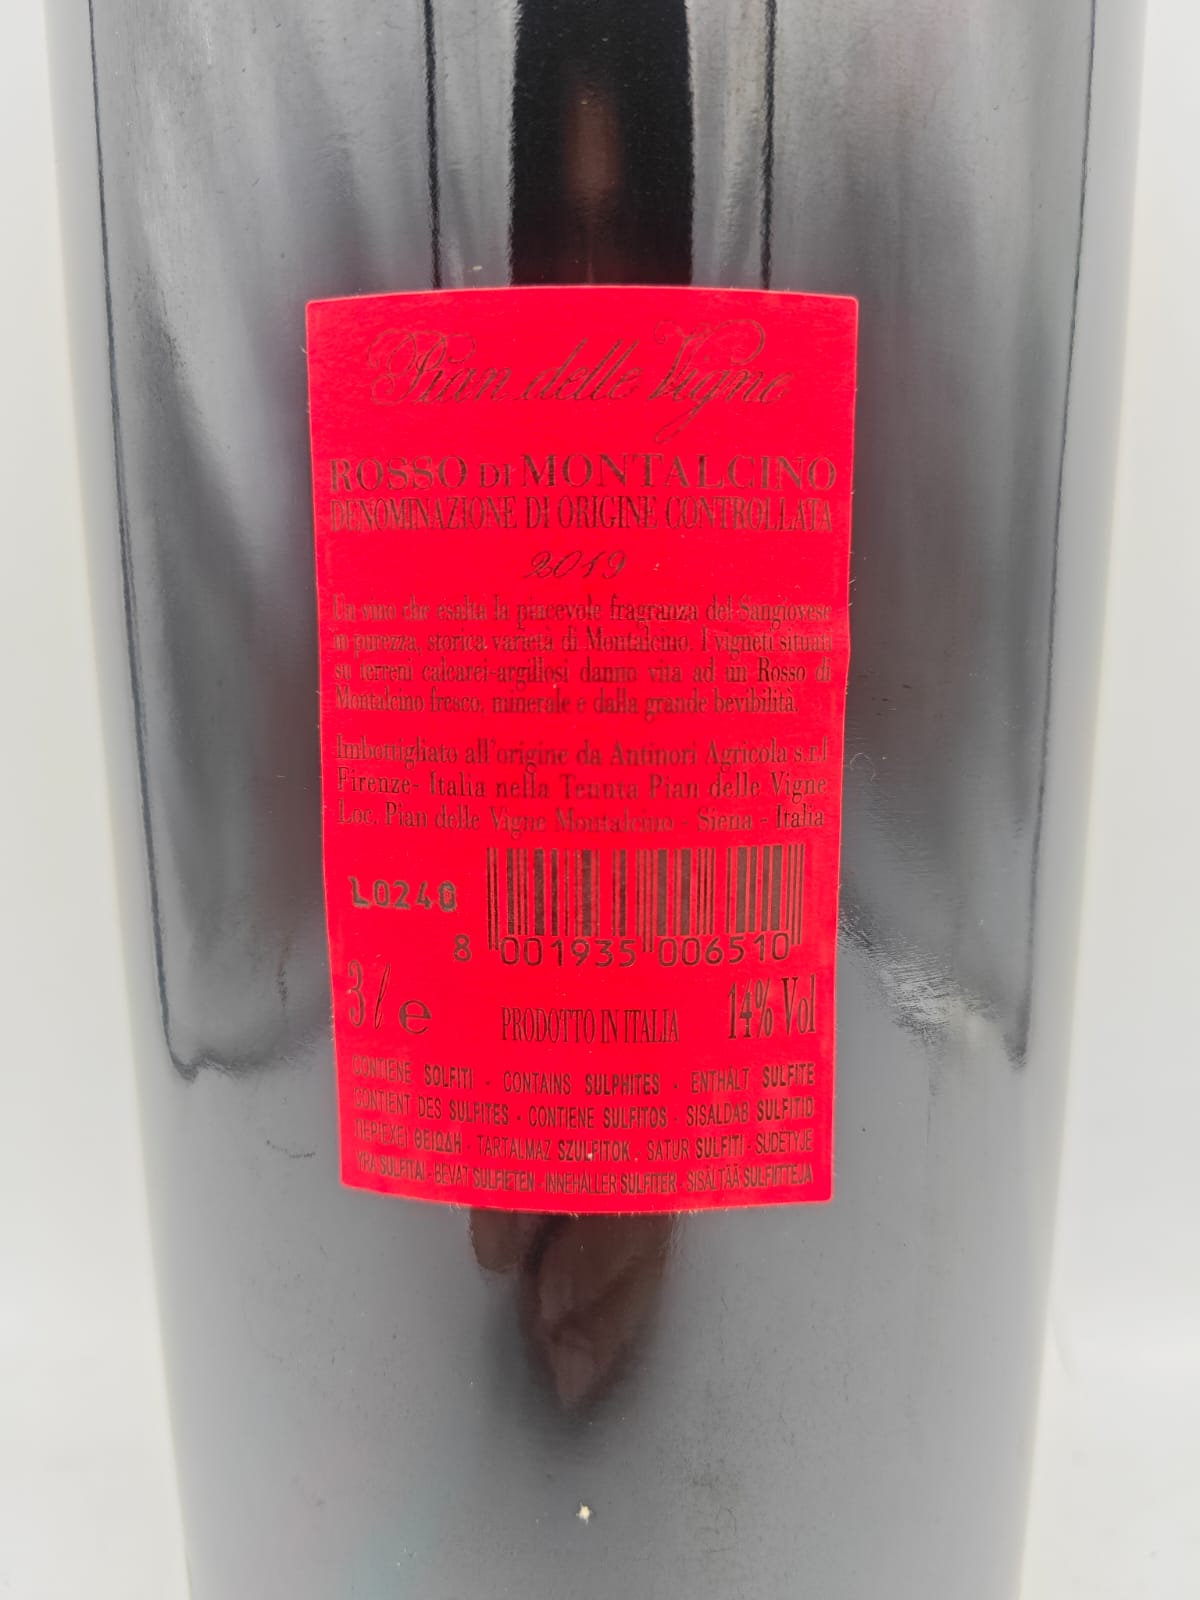 Pian delle Vigne
ROSSO DI MONTALCINO
DENOMINAZIONE DI ORIGINE CONTROLLATA
2019
Un vino che esalta la piacevole fragranza del Sangiovese
in purezza, storica varietà di Montalcino. I vigneti situati
su terreni calcarei-argillosi danno vita ad un Rosso di
Montalcino fresco, minerale e dalla grande bevibilità.
Imbottigliato all'origine da Antinori Agricola s.r.l
Firenze- Italia nella Tenuta Pian delle Vigne
Loc. Pian delle Vigne Montalcino - Siena - Italia
L0240
8 001935 006510
3 l e PRODOTTO IN ITALIA 14% Vol
CONTIENE SOLFITI - CONTAINS SULPHITES - ENTHÄLT SULFITE
CONTIENT DES SULFITES - CONTIENE SULFITOS - SISALDAB SULFITID
ΠΕΡΙΕΧΕΙ ΘΕΙΩΔΗ - TARTALMAZ SZULFITOK . SATUR SULFITI - SUDETYJE
YRA SULFITAI - BEVAT SULFIETEN - INNEHÅLLER SULFITER - SISÄLTÄÄ SULFIITTEJA